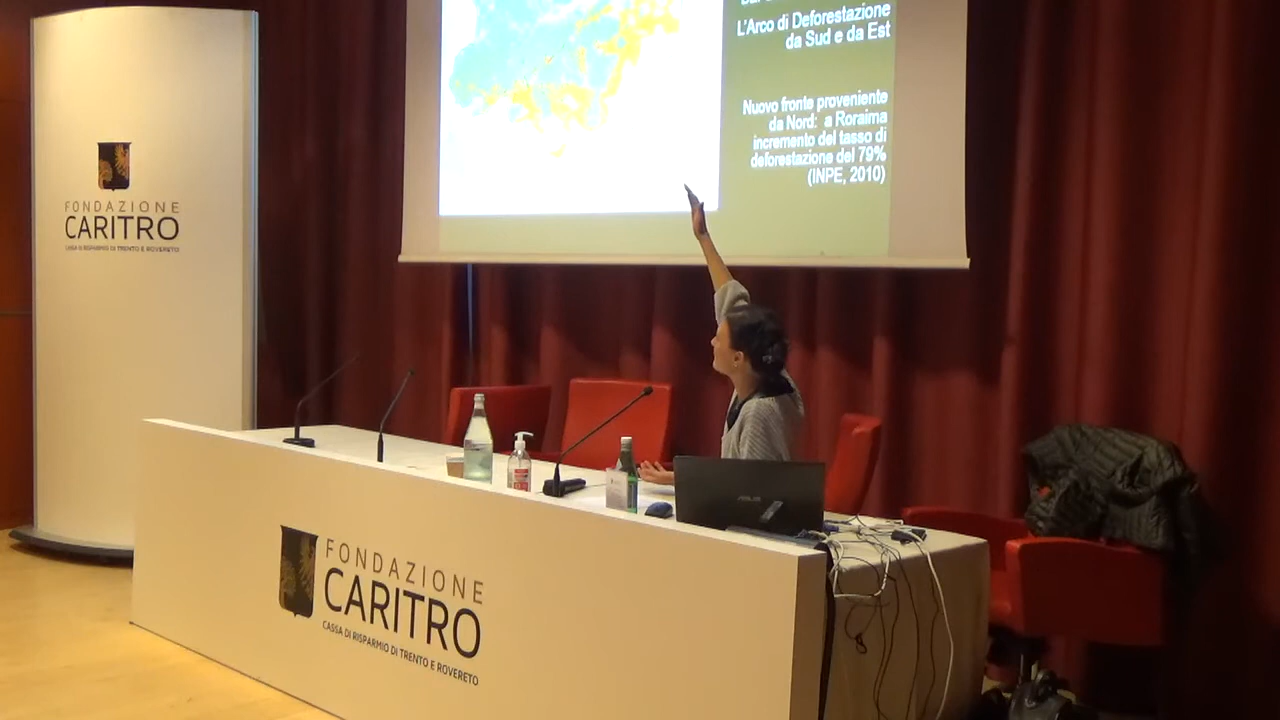 L'Arco di Deforestazione
da Sud e da Est
Nuovo fronte proveniente
da Nord: a Roraima
incremento del tasso di
deforestazione del 79%
(INPE, 2010)
FONDAZIONE
CARITRO
CASSA DI RISPARMIO DI TRENTO E ROVERETO
ASUS
FONDAZIONE
CARITRO
CASSA DI RISPARMIO DI TRENTO E ROVERETO